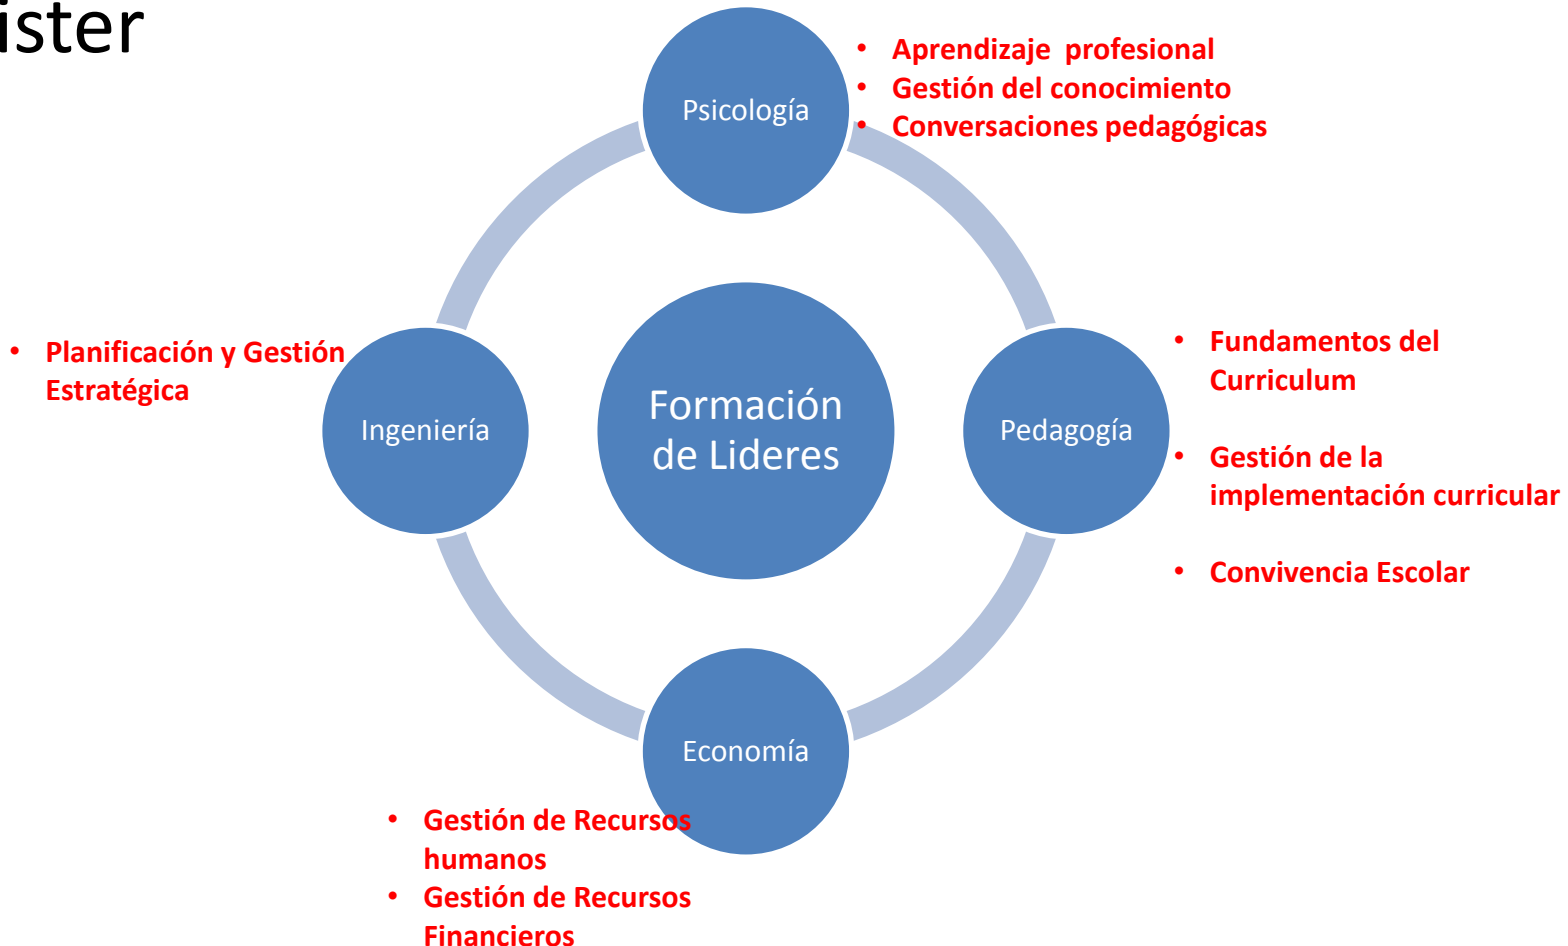 ister
Psicología
• Aprendizaje profesional
• Gestión del conocimiento
• Conversaciones pedagógicas
• Planificación y Gestión
Estratégica
Ingeniería
Formación
de Lideres
Pedagogía
• Fundamentos del
Curriculum
• Gestión de la
implementación curricular
• Convivencia Escolar
Economía
• Gestión de Recursos
humanos
• Gestión de Recursos
Financieros